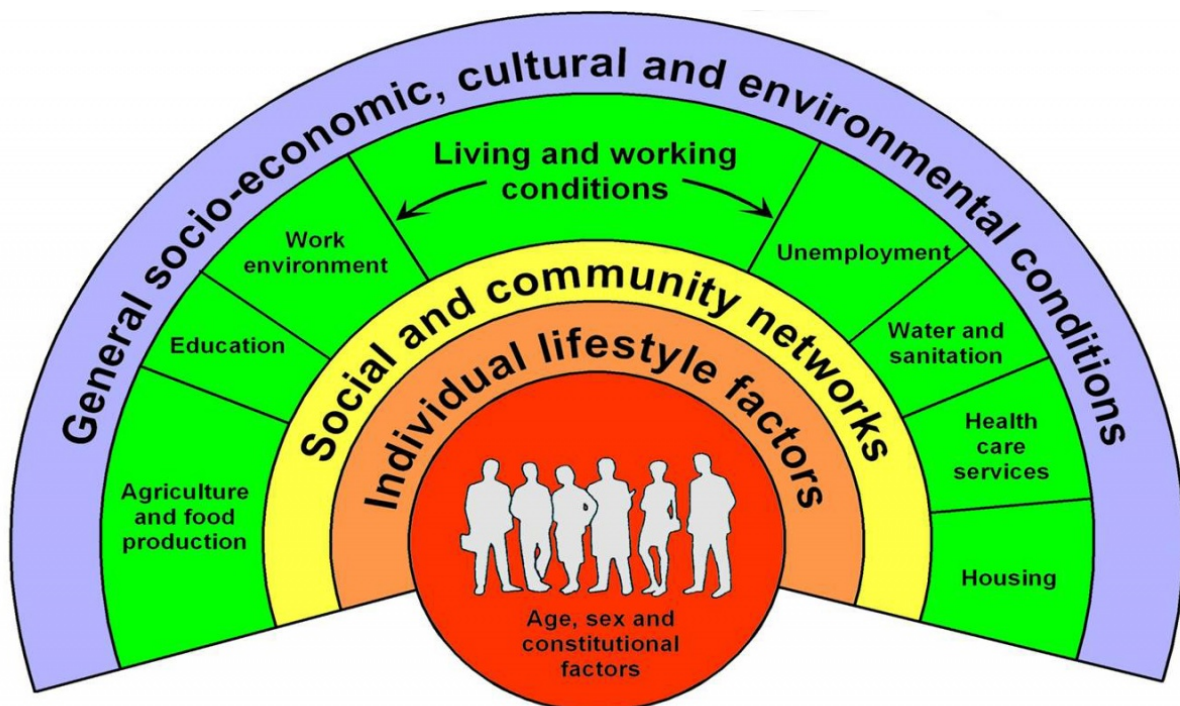 General socio-economic, cultural and environmental conditions
Living and working
conditions
Work
environment
Unemployment
Education
Water and
sanitation
Agriculture
and food
production
Health
care
services
Housing
Social and community networks
Individual lifestyle factors
Age, sex and
constitutional
factors